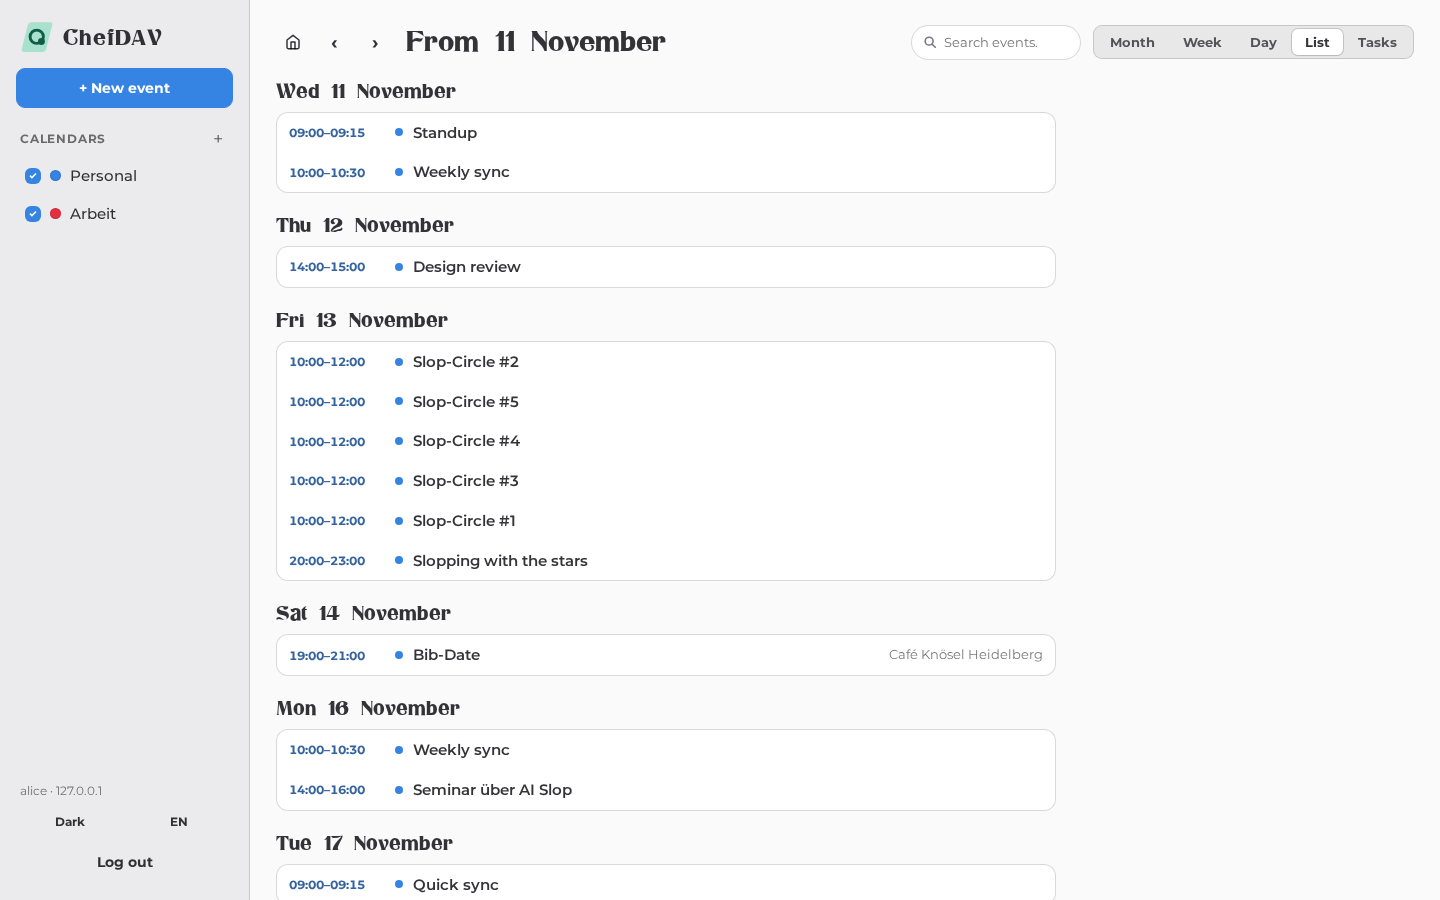 ChefDAV
+ New event
CALENDARS +
Personal
Arbeit
alice · 127.0.0.1
Dark EN
Log out
‹ › From 11 November
Search events.
Month Week Day List Tasks
Wed 11 November
09:00–09:15 Standup
10:00–10:30 Weekly sync
Thu 12 November
14:00–15:00 Design review
Fri 13 November
10:00–12:00 Slop-Circle #2
10:00–12:00 Slop-Circle #5
10:00–12:00 Slop-Circle #4
10:00–12:00 Slop-Circle #3
10:00–12:00 Slop-Circle #1
20:00–23:00 Slopping with the stars
Sat 14 November
19:00–21:00 Bib-Date Café Knösel Heidelberg
Mon 16 November
10:00–10:30 Weekly sync
14:00–16:00 Seminar über AI Slop
Tue 17 November
09:00–09:15 Quick sync